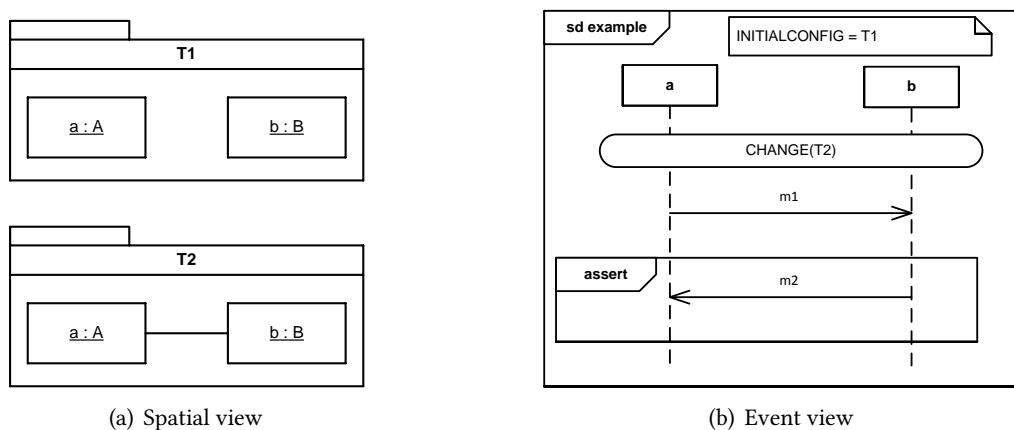 T1
a : A
b : B
T2
a : A
b : B
(a) Spatial view
sd example
INITIALCONFIG = T1
a
b
CHANGE(T2)
m1
assert
m2
(b) Event view